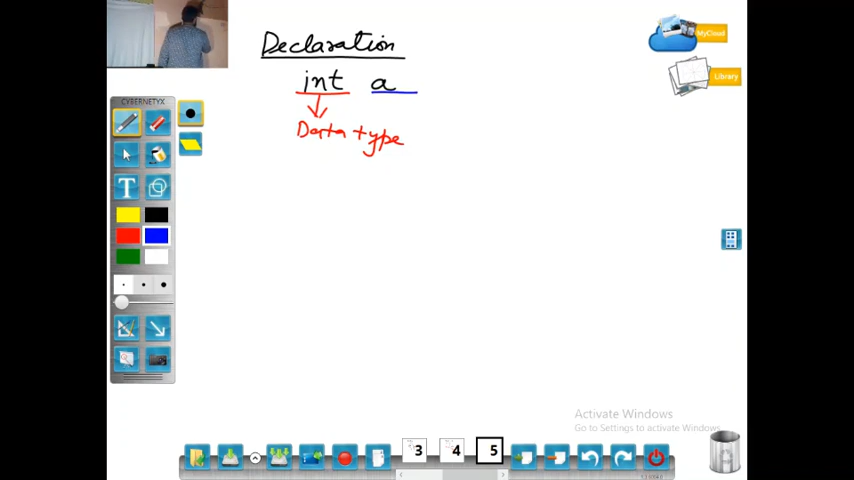 Declaration
int a
Data type
MyCloud
Library
CYBERNETYX
T
Activate Windows
Go to Settings to activate Windows.
3
4
5